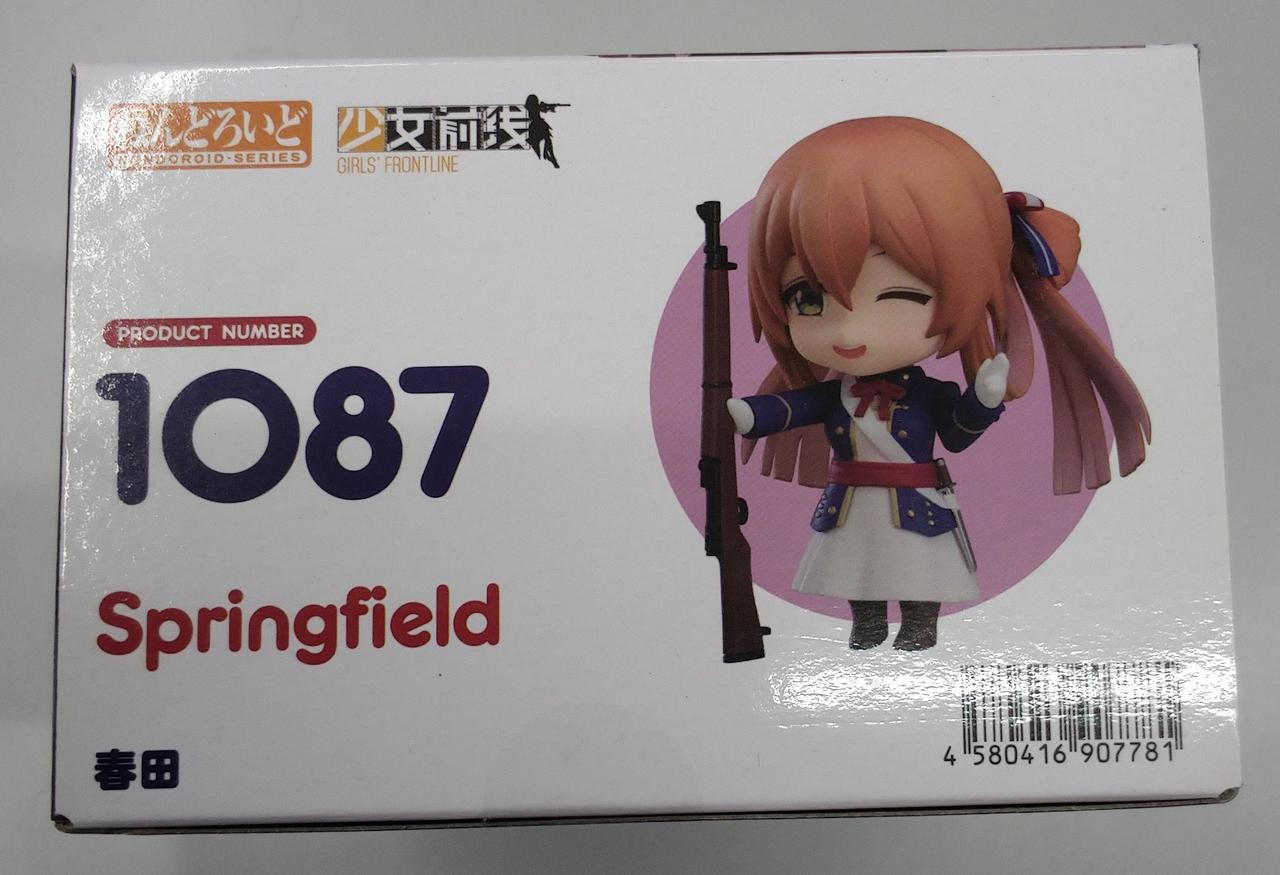 ねんどろいど
NENDOROID-SERIES
少女前线
GIRLS' FRONTLINE
PRODUCT NUMBER
1087
Springfield
春田
4 580416 907781